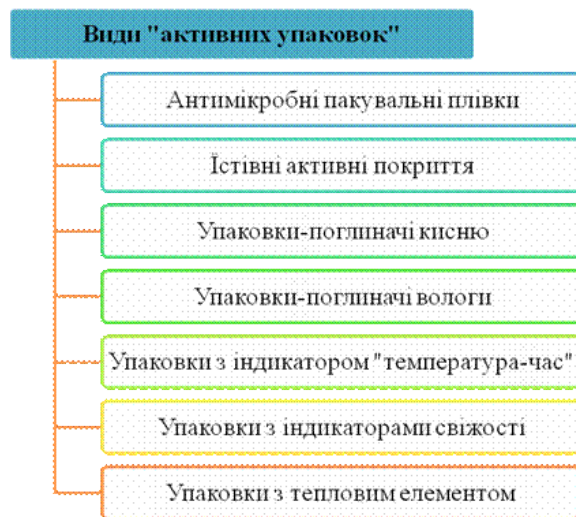 Види "активних упаковок"
Антимікробні пакувальні плівки
Їстівні активні покриття
Упаковки-поглиначі кисню
Упаковки-поглиначі вологи
Упаковки з індикатором "температура-час"
Упаковки з індикаторами свіжості
Упаковки з тепловим елементом